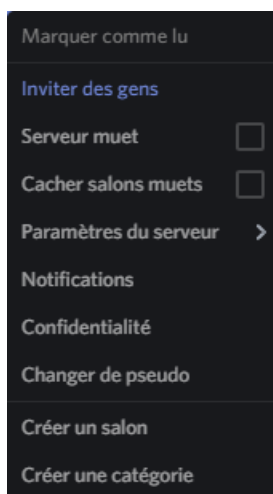 Marquer comme lu
Inviter des gens
Serveur muet
Cacher salons muets
Paramètres du serveur
Notifications
Confidentialité
Changer de pseudo
Créer un salon
Créer une catégorie